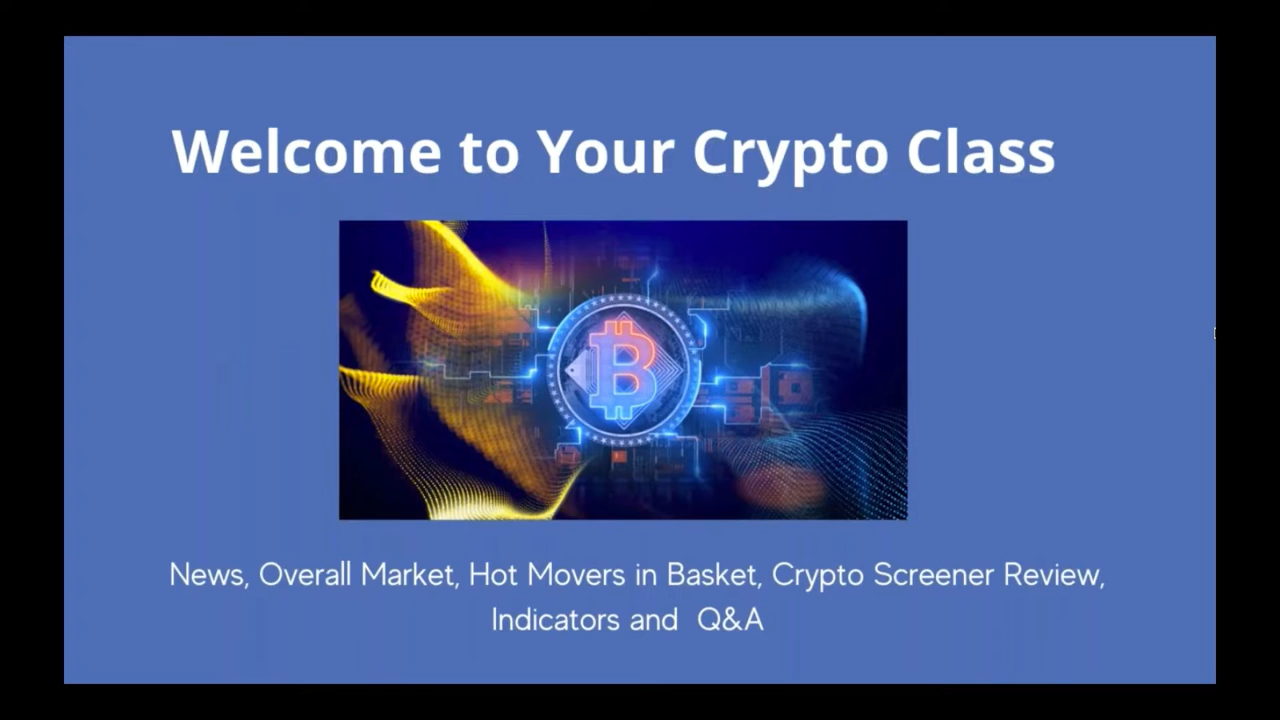 Welcome to Your Crypto Class
News, Overall Market, Hot Movers in Basket, Crypto Screener Review,
Indicators and  Q&A